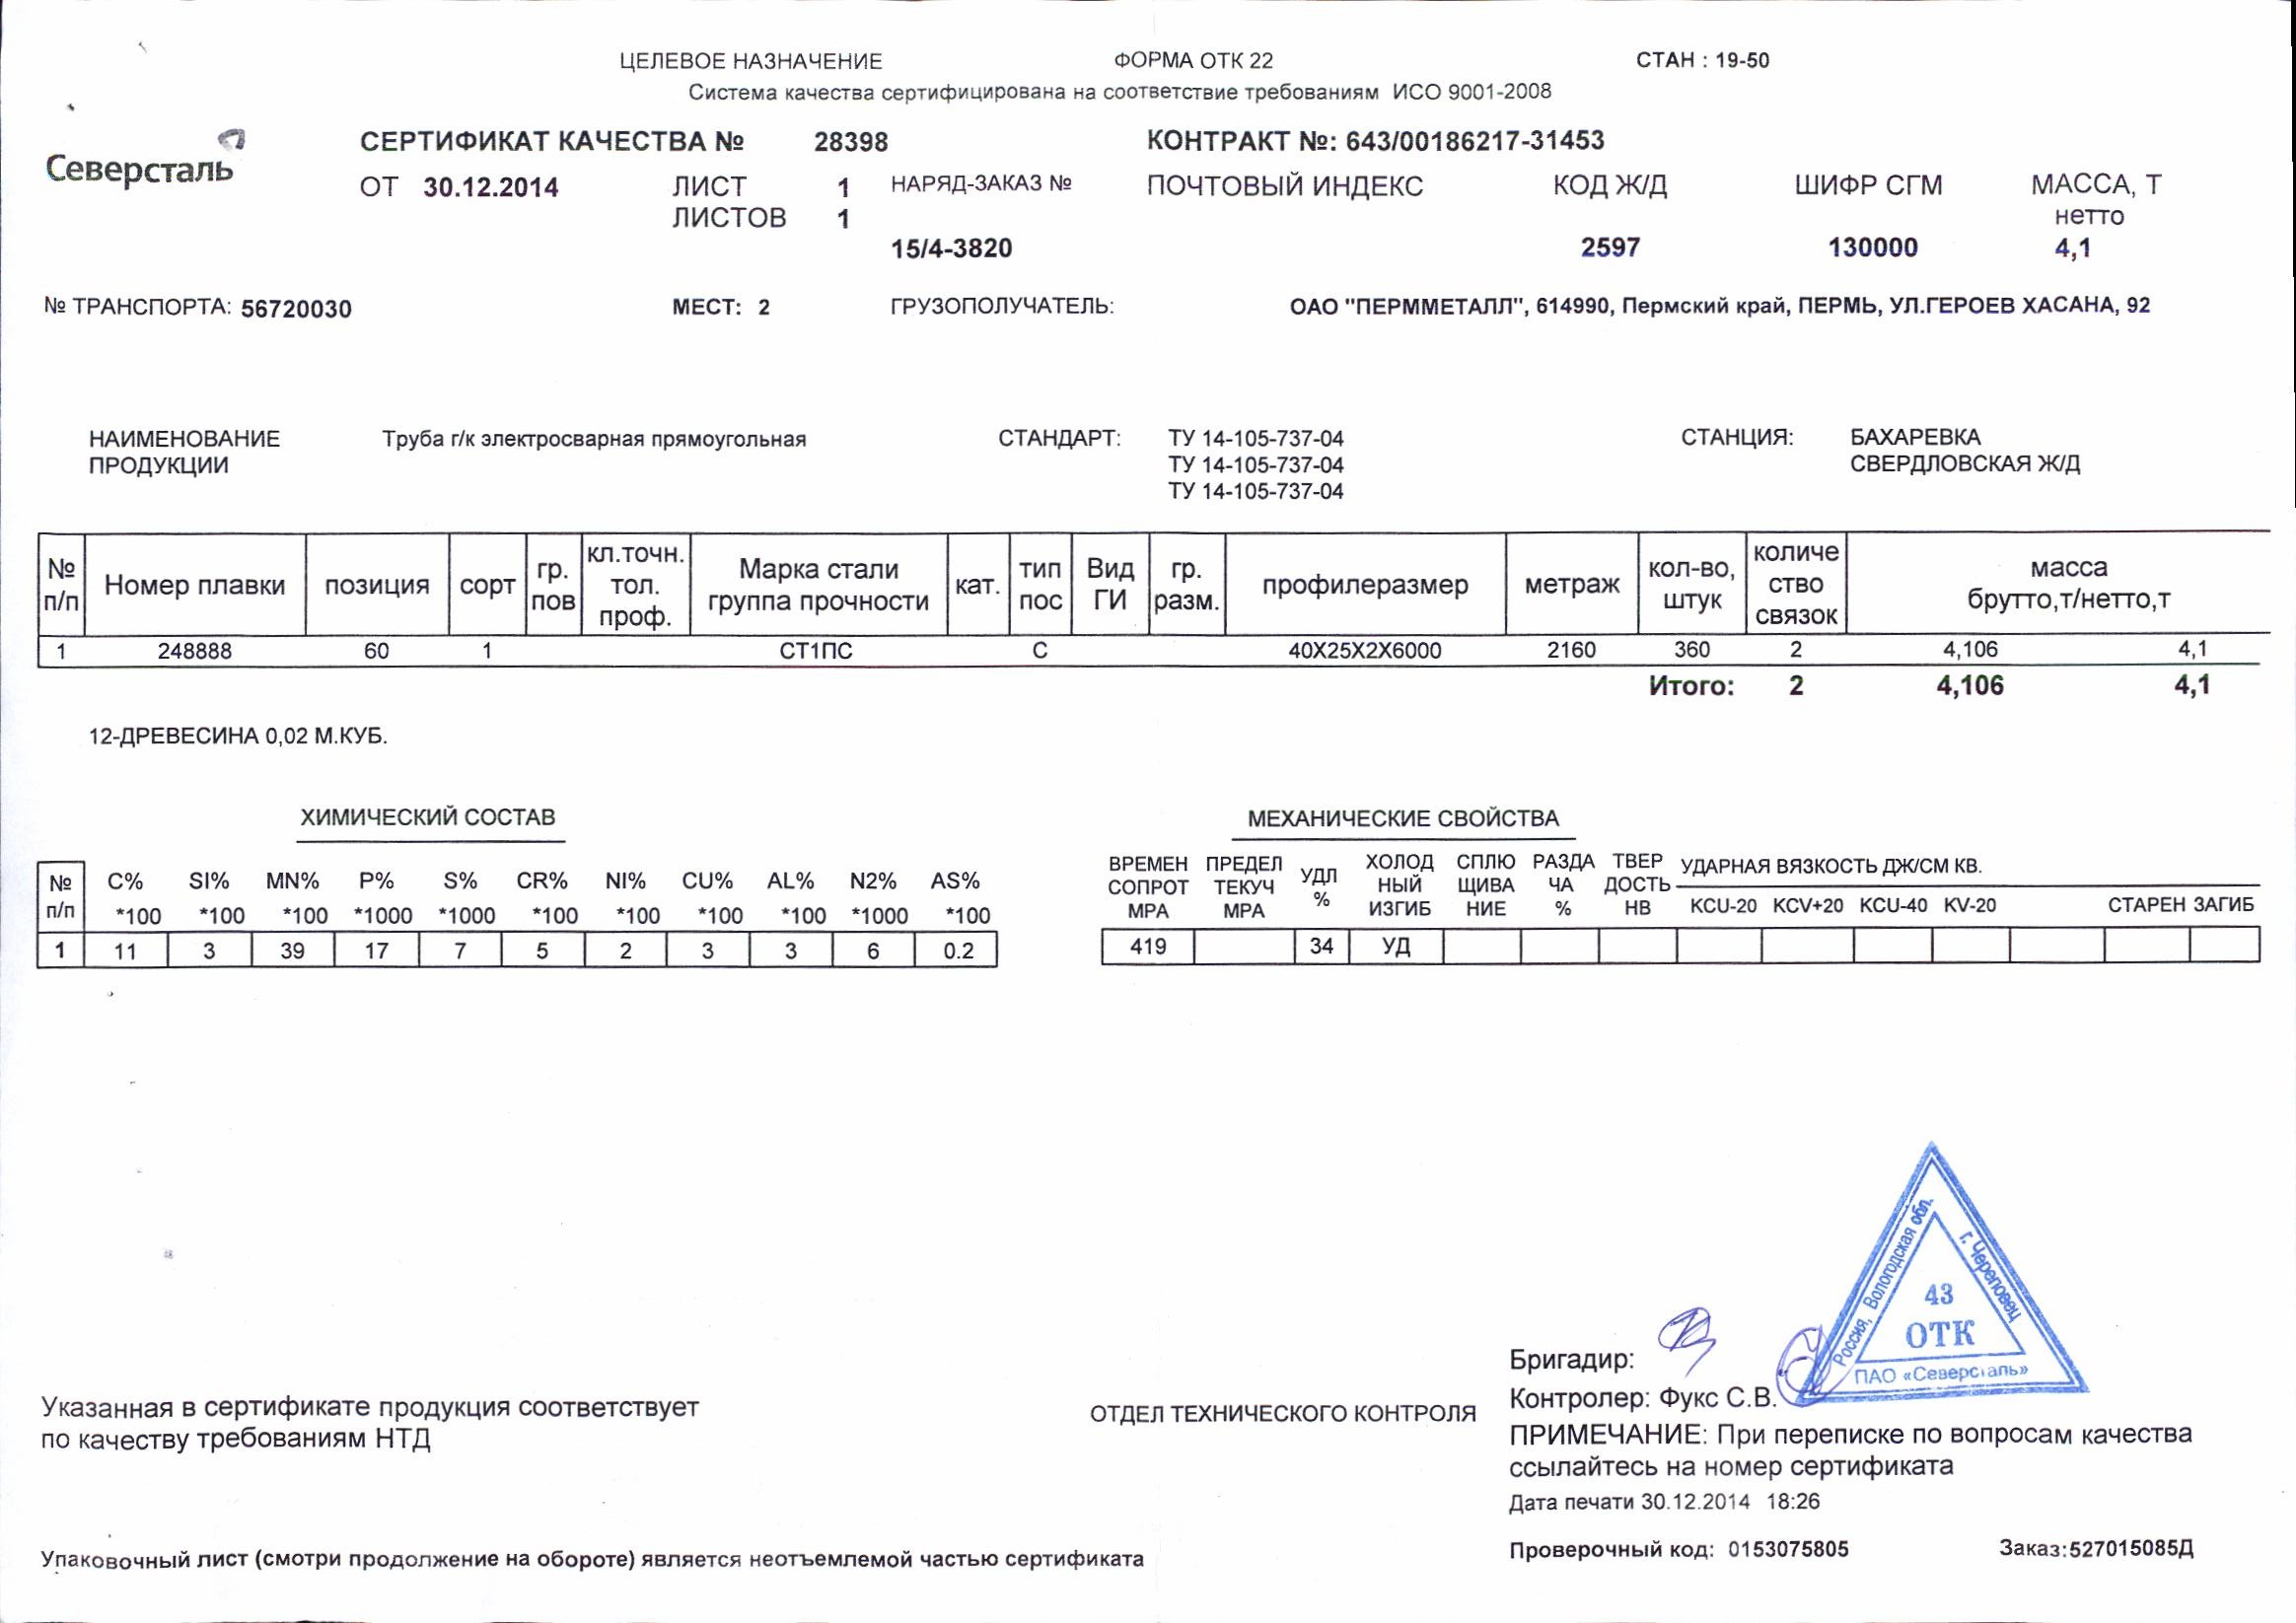 ЦЕЛЕВОЕ НАЗНАЧЕНИЕ ФОРМА ОТК 22 СТАН : 19-50
Система качества сертифицирована на соответствие требованиям ИСО 9001-2008
Северсталь
СЕРТИФИКАТ КАЧЕСТВА № 28398 КОНТРАКТ №: 643/00186217-31453
ОТ 30.12.2014 ЛИСТ 1 НАРЯД-ЗАКАЗ № ПОЧТОВЫЙ ИНДЕКС КОД Ж/Д ШИФР СГМ МАССА, Т
ЛИСТОВ 1 нетто
15/4-3820 2597 130000 4,1
№ ТРАНСПОРТА: 56720030 МЕСТ: 2 ГРУЗОПОЛУЧАТЕЛЬ: ОАО "ПЕРММЕТАЛЛ", 614990, Пермский край, ПЕРМЬ, УЛ.ГЕРОЕВ ХАСАНА, 92
НАИМЕНОВАНИЕ Труба г/к электросварная прямоугольная СТАНДАРТ: ТУ 14-105-737-04 СТАНЦИЯ: БАХАРЕВКА
ПРОДУКЦИИ ТУ 14-105-737-04 СВЕРДЛОВСКАЯ Ж/Д
ТУ 14-105-737-04
№ п/п Номер плавки позиция сорт гр. пов кл.точн. тол. проф. Марка стали группа прочности кат. тип пос Вид ГИ гр. разм. профилеразмер метраж кол-во, штук количе ство связок масса брутто,т/нетто,т
1 248888 60 1 СТ1ПС С 40X25X2X6000 2160 360 2 4,106 4,1
Итого: 2 4,106 4,1
12-ДРЕВЕСИНА 0,02 М.КУБ.
ХИМИЧЕСКИЙ СОСТАВ
№ п/п C% SI% MN% P% S% CR% NI% CU% AL% N2% AS%
*100 *100 *100 *1000 *1000 *100 *100 *100 *100 *1000 *100
1 11 3 39 17 7 5 2 3 3 6 0.2
МЕХАНИЧЕСКИЕ СВОЙСТВА
ВРЕМЕН СОПРОТ МРА ПРЕДЕЛ ТЕКУЧ МРА УДЛ % ХОЛОД НЫЙ ИЗГИБ СПЛЮ ЩИВА НИЕ РАЗДА ЧА % ТВЕР ДОСТЬ НВ УДАРНАЯ ВЯЗКОСТЬ ДЖ/СМ КВ.
KCU-20 KCV+20 KCU-40 KV-20 СТАРЕН ЗАГИБ
419 34 УД
Россия, Вологодская обл.
г. Череповец
43
ОТК
ПАО «Северсталь»
Бригадир:
Контролер: Фукс С.В.
Указанная в сертификате продукция соответствует
по качеству требованиям НТД
ОТДЕЛ ТЕХНИЧЕСКОГО КОНТРОЛЯ
ПРИМЕЧАНИЕ: При переписке по вопросам качества
ссылайтесь на номер сертификата
Дата печати 30.12.2014 18:26
Упаковочный лист (смотри продолжение на обороте) является неотъемлемой частью сертификата
Проверочный код: 0153075805 Заказ:527015085Д